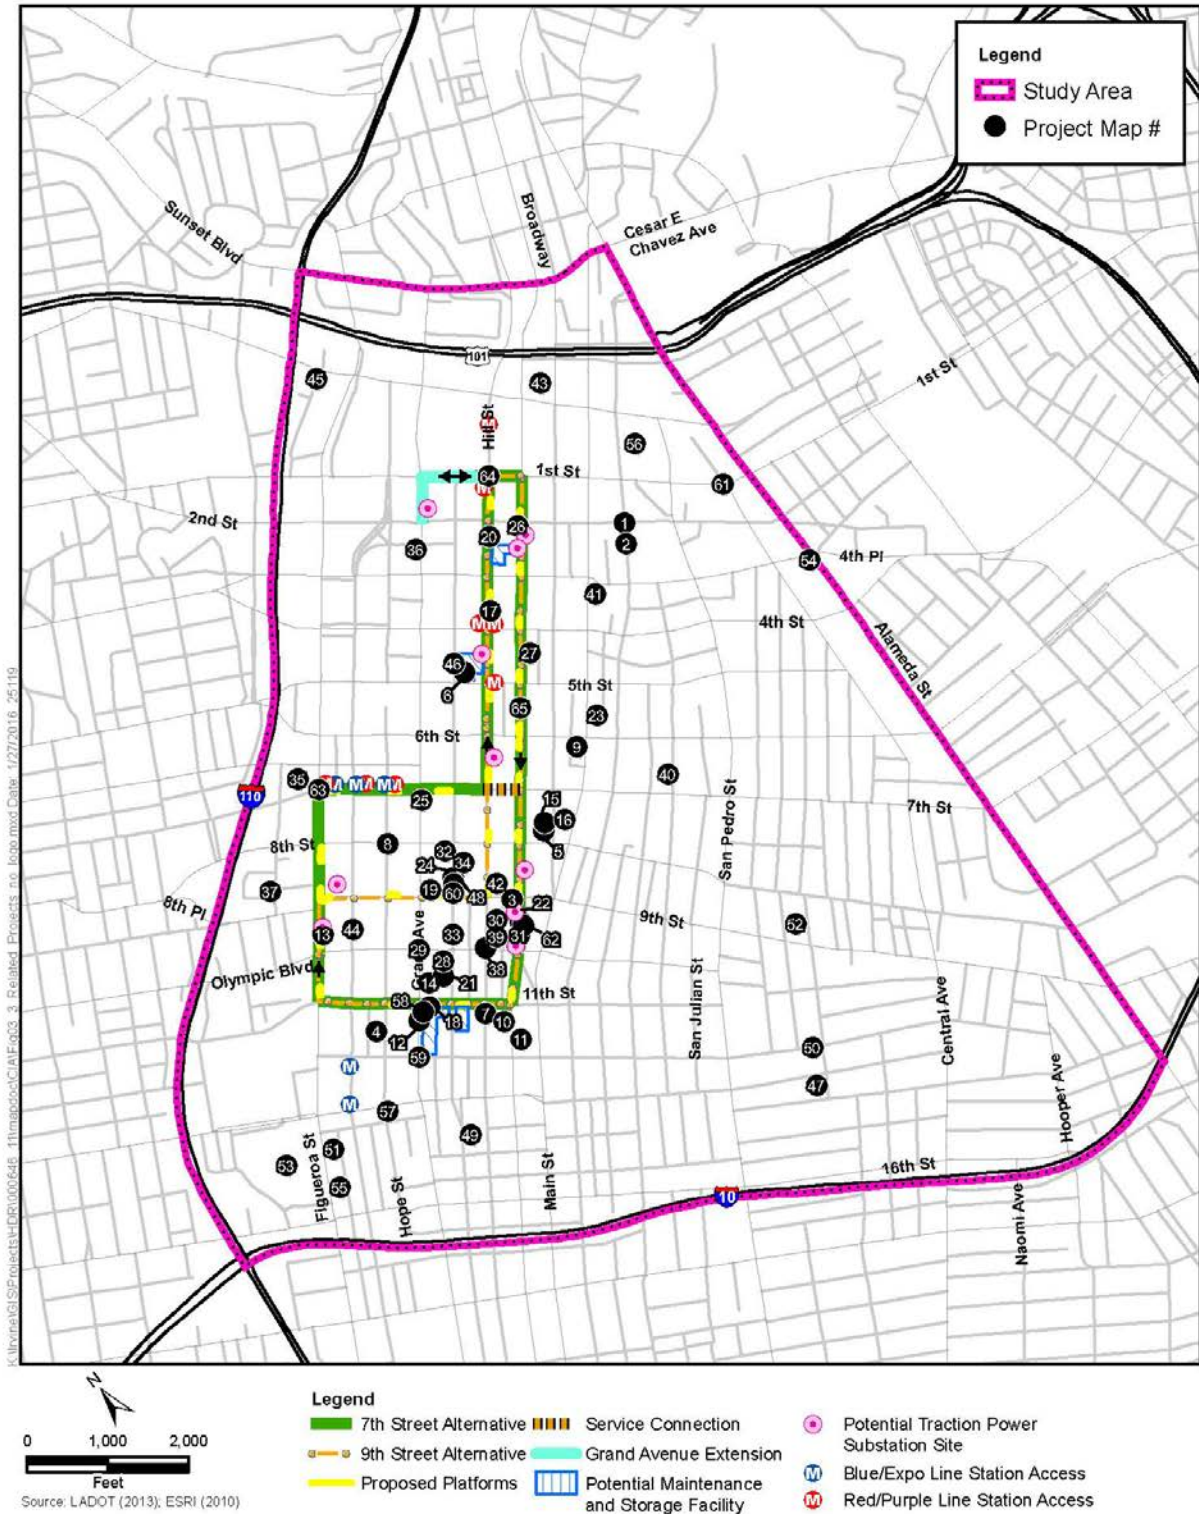 Legend
Study Area
Project Map #
Sunset Blvd
Broadway
Cesar E
Chavez Ave
101
1st St
45
43
Hill St
M
56
64
1st St
61
M
2nd St
26
1
20
2
36
54
4th Pl
41
17
M M
4th St
Alameda St
46
27
6
M
5th St
65
23
6th St
9
35
M M M M M M
40
63
110
25
7th St
15
16
5
San Pedro St
8th St
8
32
34
24
37
19
60
48
42
3
22
8th Pl
9th St
52
30
13
44
33
39
31
62
29
38
Olympic Blvd
28
14
21
11th St
58
18
7
10
4
12
11
59
San Julian St
Central Ave
50
Hooper Ave
M
47
M
57
49
51
53
55
Figueroa St
Hope St
Main St
16th St
10
Naomi Ave
N
0 1,000 2,000
Feet
Source: LADOT (2013); ESRI (2010)
Legend
7th Street Alternative
Service Connection
Potential Traction Power
Substation Site
9th Street Alternative
Grand Avenue Extension
Proposed Platforms
Potential Maintenance
and Storage Facility
M Blue/Expo Line Station Access
M Red/Purple Line Station Access